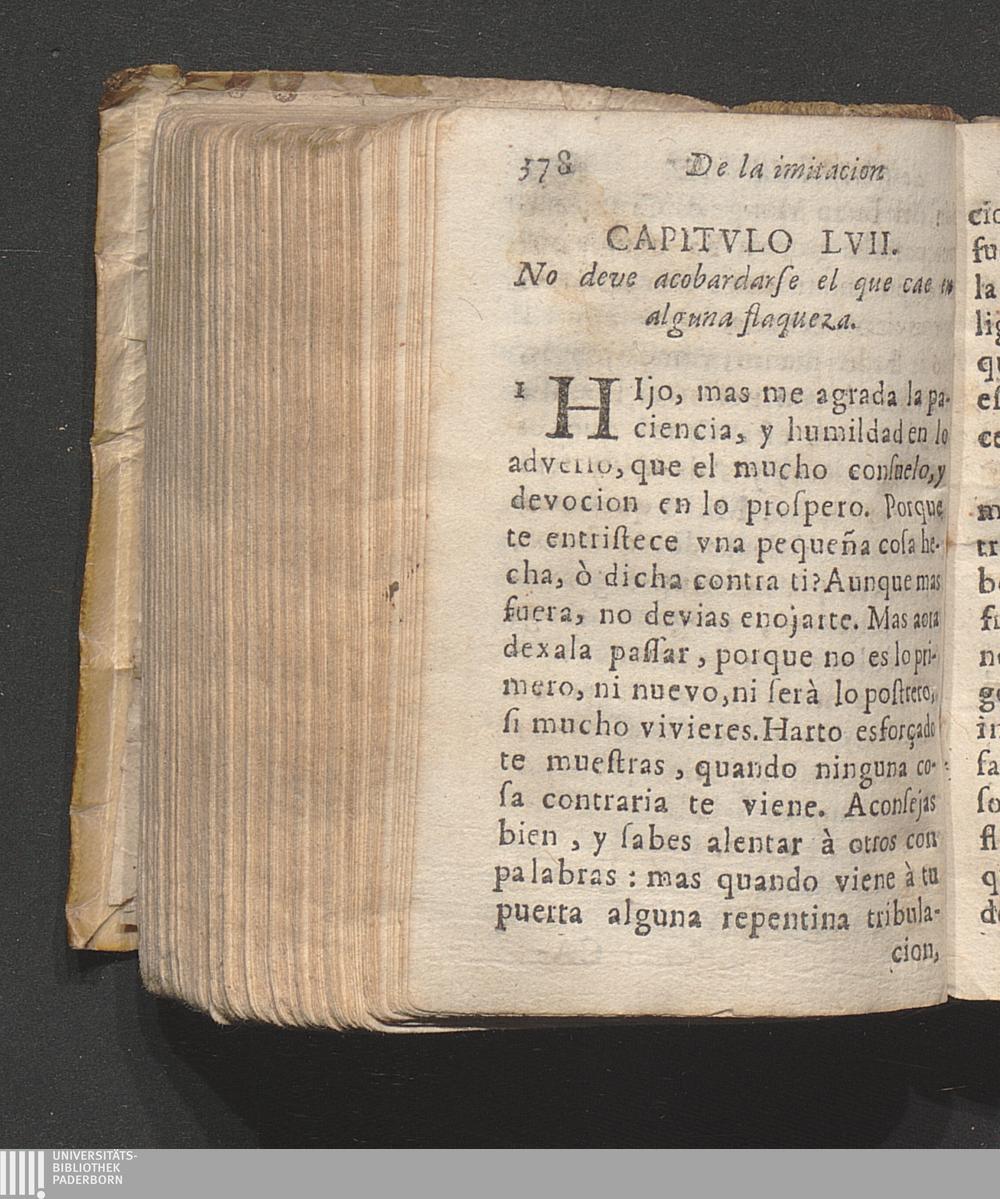 378 De la imitacion
CAPITVLO LVII.
No deve acobardarſe el que cae en
alguna flaqueza.
1 HIjo, mas me agrada la pa-
ciencia, y humildad en lo
adverſo, que el mucho conſuelo, y
devocion en lo proſpero. Porque
te entriſtece vna pequeña coſa he-
cha, ò dicha contra ti? Aunque mas
fuera, no devias enojarte. Mas aora
dexala paſſar, porque no es lo pri-
mero, ni nuevo, ni ſerà lo poſtrero,
ſi mucho vivieres. Harto esforçado
te mueſtras, quando ninguna co-
ſa contraria te viene. Aconſejas
bien, y ſabes alentar à otros con
palabras: mas quando viene à tu
puerta alguna repentina tribula-
cion,
UNIVERSITÄTS-
BIBLIOTHEK
PADERBORN